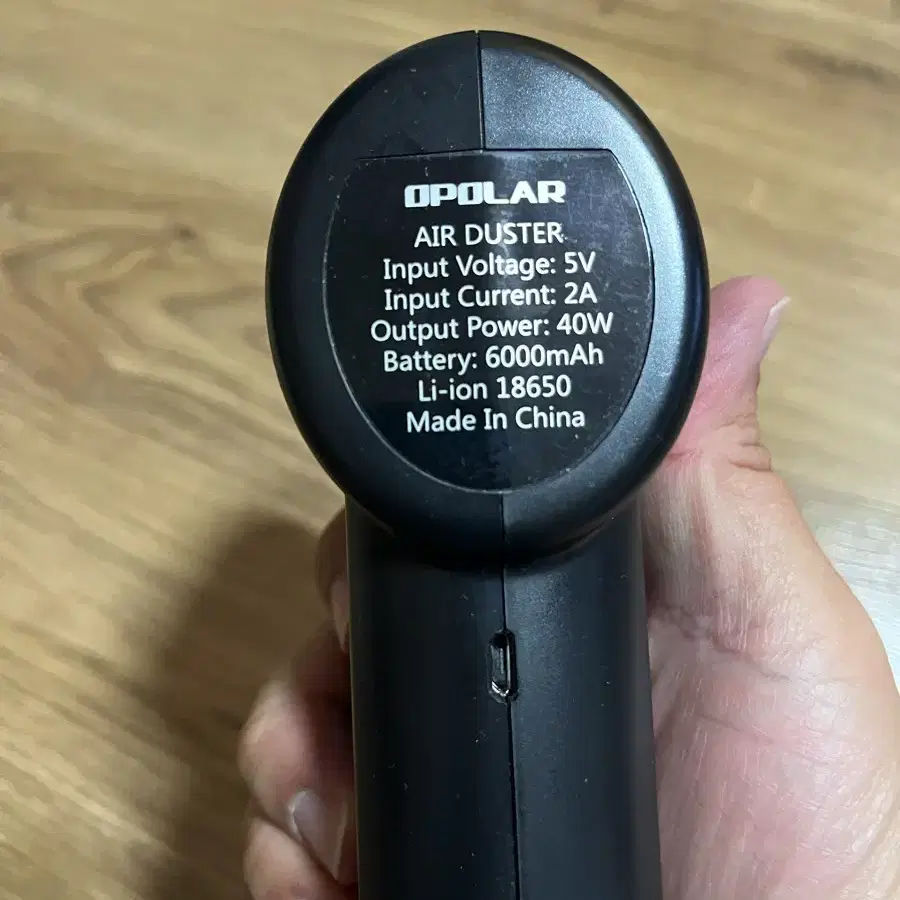 OPOLAR
AIR DUSTER
Input Voltage: 5V
Input Current: 2A
Output Power: 40W
Battery: 6000mAh
Li-ion 18650
Made In China